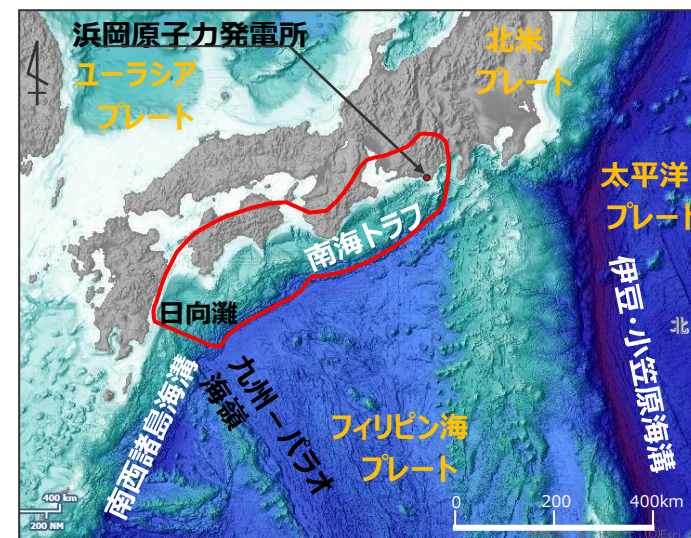 浜岡原子力発電所
北米
プレート
ユーラシア
プレート
太平洋
プレート
南海トラフ
日向灘
伊豆・小笠原海溝
北
南西諸島海溝
九州－パラオ
海嶺
フィリピン海
プレート
400 km
200 NM
0 200 400km